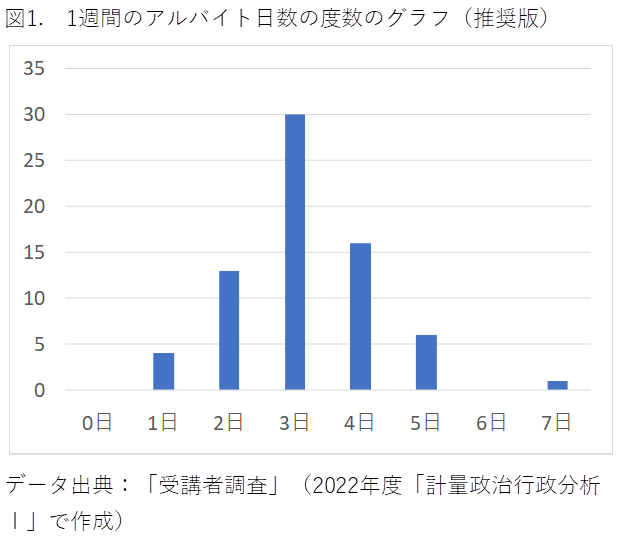 図1. 1週間のアルバイト日数の度数のグラフ（推奨版）
35
30
25
20
15
10
5
0
0日 1日 2日 3日 4日 5日 6日 7日
データ出典：「受講者調査」（2022年度「計量政治行政分析
Ⅰ」で作成）